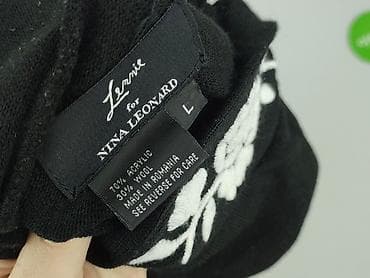 Lennie
for
NINA LEONARD
L
70% ACRYLIC
30% WOOL
MADE IN ROMANIA
SEE REVERSE FOR CARE